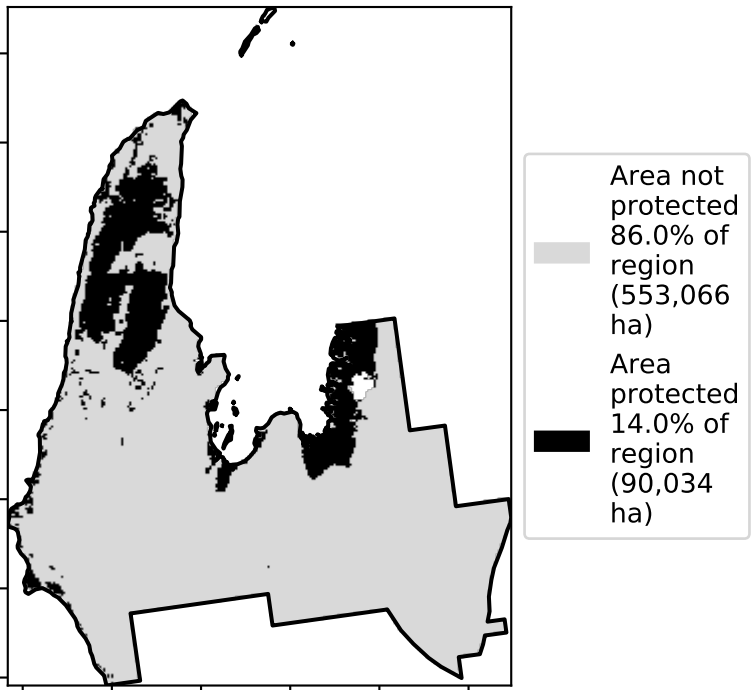 Area not
protected
86.0% of
region
(553,066
ha)
Area
protected
14.0% of
region
(90,034
ha)